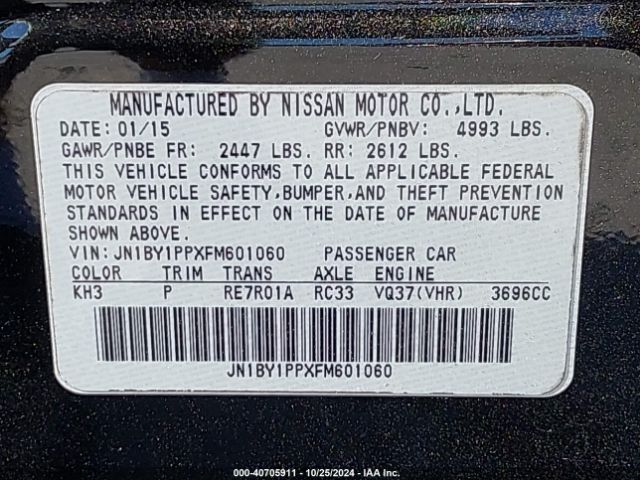 MANUFACTURED BY NISSAN MOTOR CO.,LTD.
DATE: 01/15 GVWR/PNBV: 4993 LBS.
GAWR/PNBE FR: 2447 LBS. RR: 2612 LBS.
THIS VEHICLE CONFORMS TO ALL APPLICABLE FEDERAL
MOTOR VEHICLE SAFETY,BUMPER,AND THEFT PREVENTION
STANDARDS IN EFFECT ON THE DATE OF MANUFACTURE
SHOWN ABOVE.
VIN: JN1BY1PPXFM601060 PASSENGER CAR
COLOR TRIM TRANS AXLE ENGINE
KH3 P RE7R01A RC33 VQ37(VHR) 3696CC
JN1BY1PPXFM601060
000-40705911 - 10/25/2024 - IAA Inc.